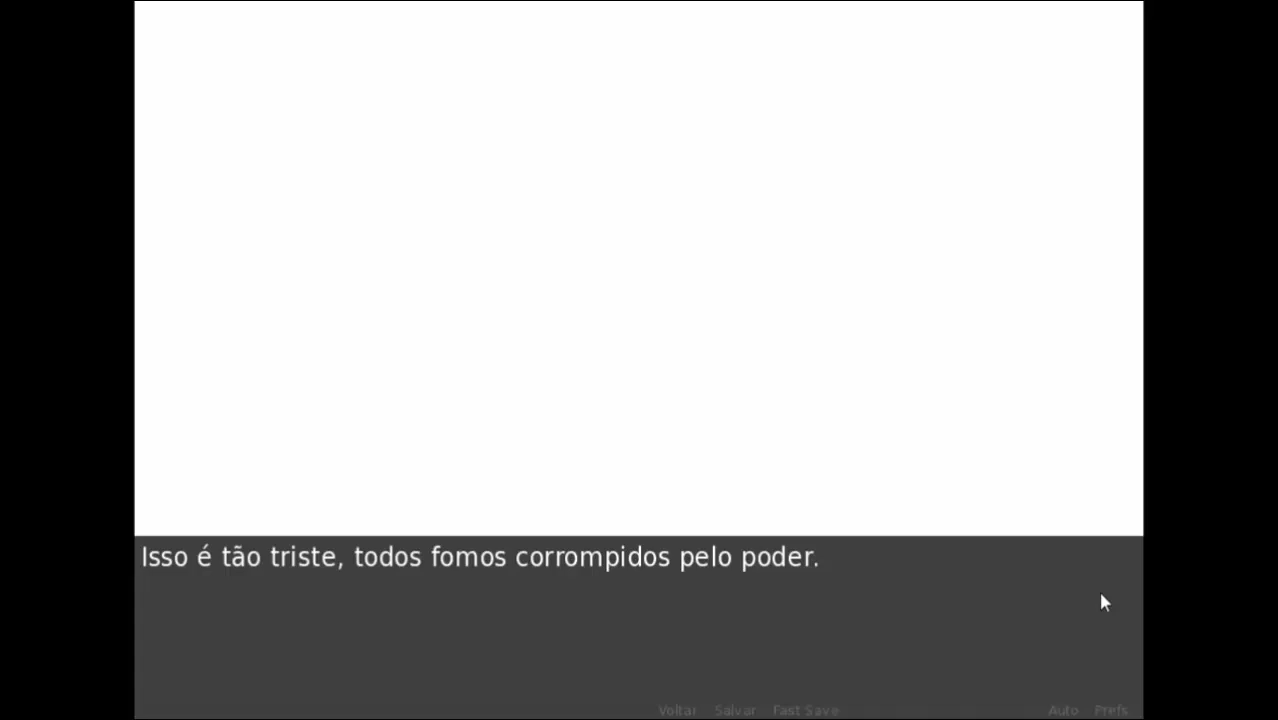 Isso é tão triste, todos fomos corrompidos pelo poder.
Voltar Salvar Fast Save Auto Prefs